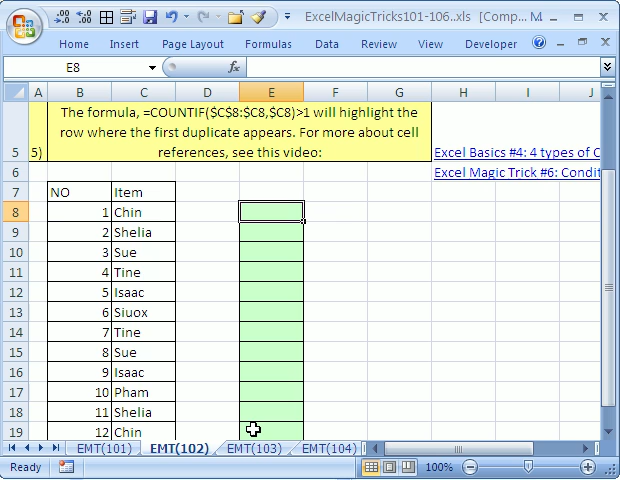 ExcelMagicTricks101-106..xls [Comp... M
Home Insert Page Layout Formulas Data Review View Developer
E8 fx
A B C D E F G H I J
The formula, =COUNTIF($C$8:$C8,$C8)>1 will highlight the
row where the first duplicate appears. For more about cell
5 5) references, see this video: Excel Basics #4: 4 types of C
6 Excel Magic Trick #6: Condit
7 NO Item
8 1 Chin
9 2 Shelia
10 3 Sue
11 4 Tine
12 5 Isaac
13 6 Siuox
14 7 Tine
15 8 Sue
16 9 Isaac
17 10 Pham
18 11 Shelia
19 12 Chin
EMT(101) EMT(102) EMT(103) EMT(104)
Ready 100%